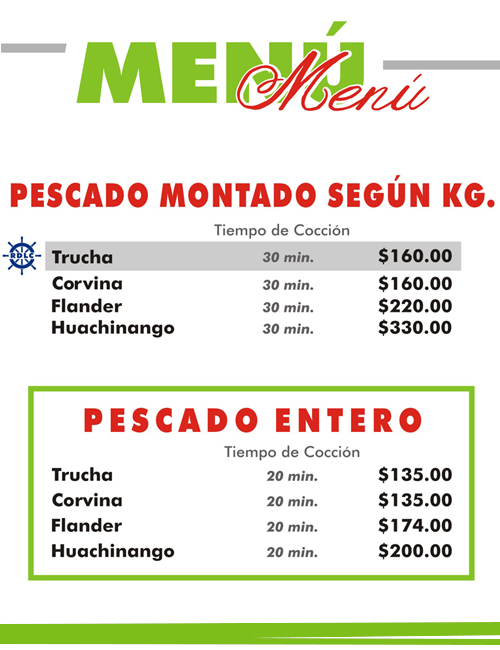 MENÚ
Menú
PESCADO MONTADO SEGÚN KG.
Tiempo de Cocción
RDLC
Trucha 30 min. $160.00
Corvina 30 min. $160.00
Flander 30 min. $220.00
Huachinango 30 min. $330.00
PESCADO ENTERO
Tiempo de Cocción
Trucha 20 min. $135.00
Corvina 20 min. $135.00
Flander 20 min. $174.00
Huachinango 20 min. $200.00